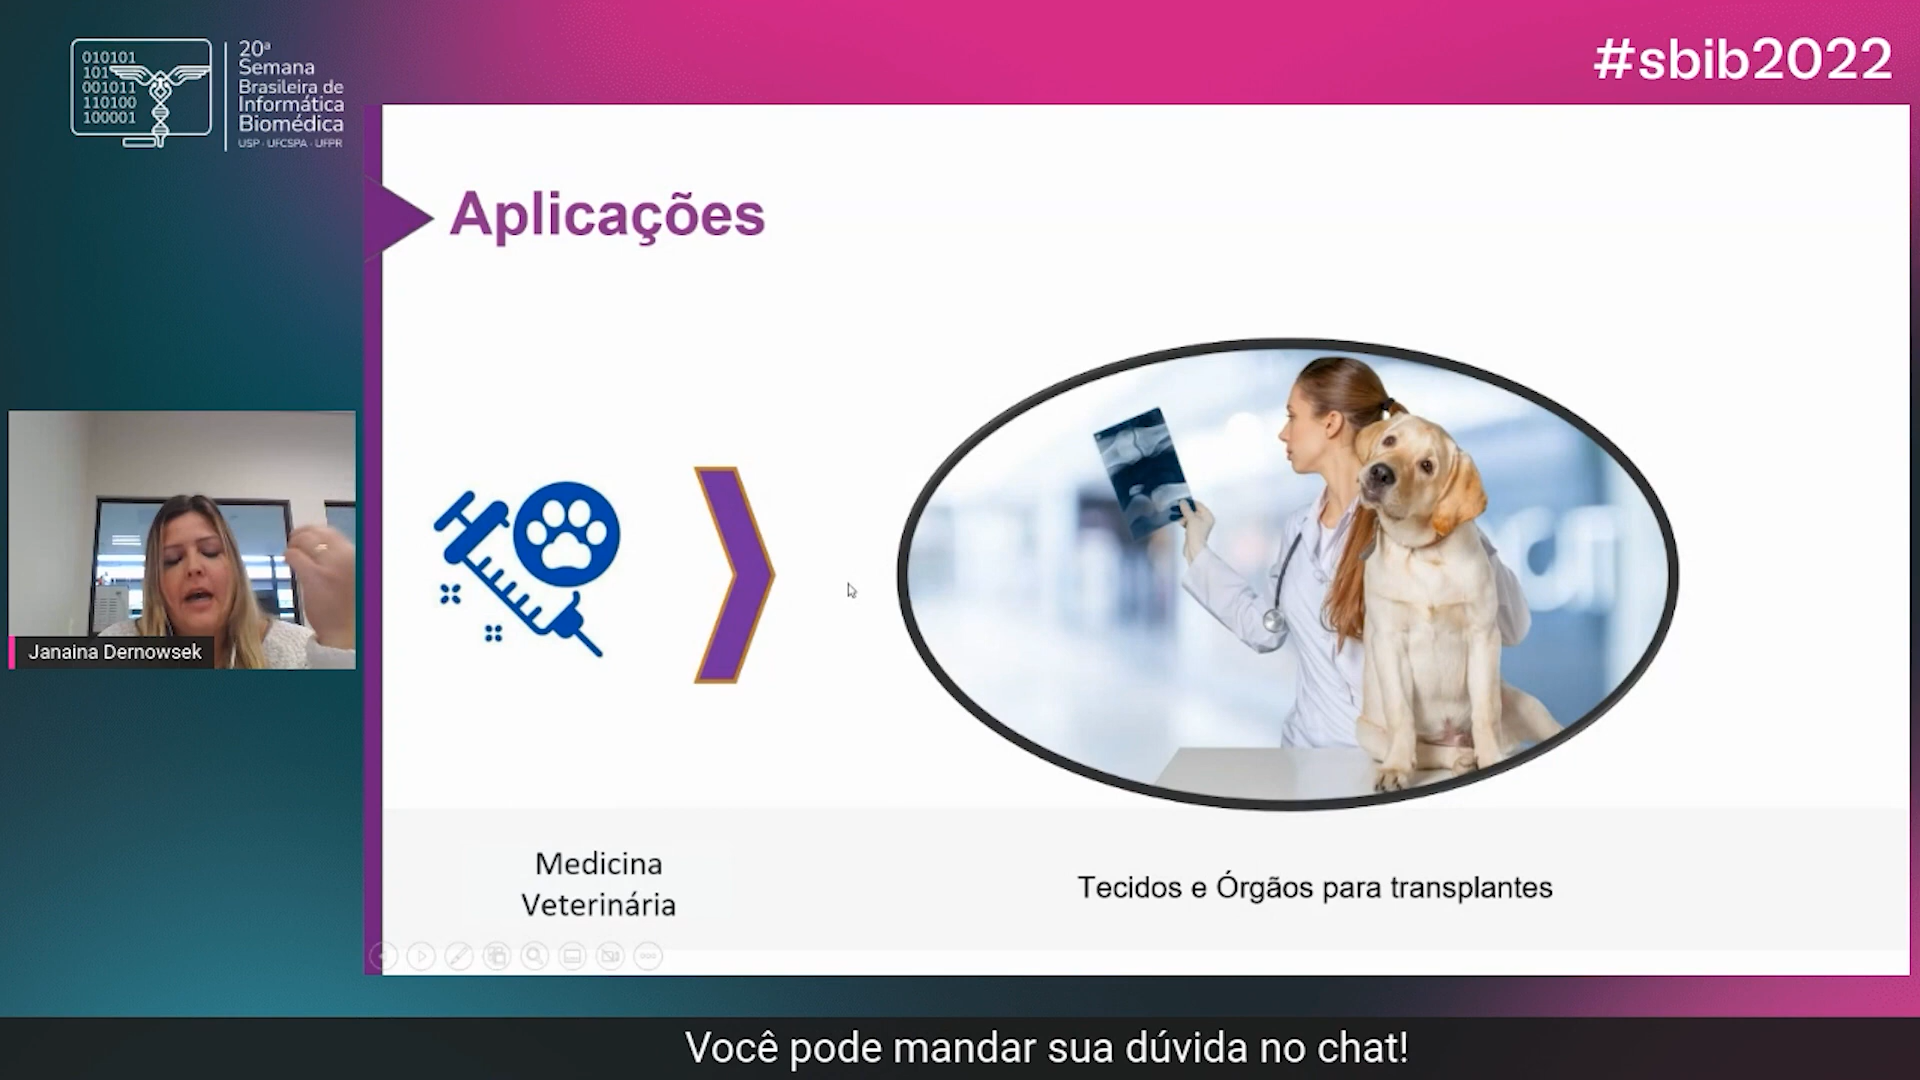 010101
101
001011
110100
100001
20ª
Semana
Brasileira de
Informática
Biomédica
USP · UFCSPA · UFPR
#sbib2022
Aplicações
Janaina Dernowsek
Medicina
Veterinária
Tecidos e Órgãos para transplantes
Você pode mandar sua dúvida no chat!